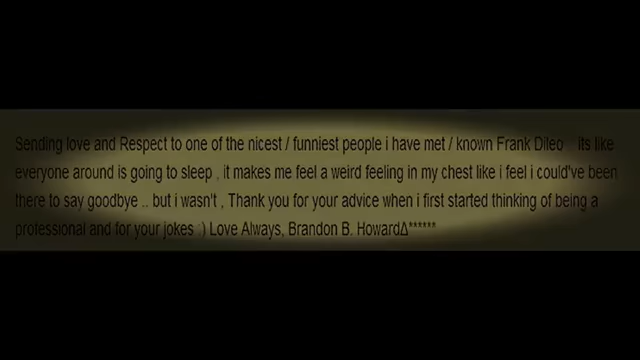 Sending love and Respect to one of the nicest / funniest people i have met / known Frank Dileo its like
everyone around is going to sleep , it makes me feel a weird feeling in my chest like i feel i could've been
there to say goodbye .. but i wasn't , Thank you for your advice when i first started thinking of being a
professional and for your jokes :) Love Always, Brandon B. HowardΔ******